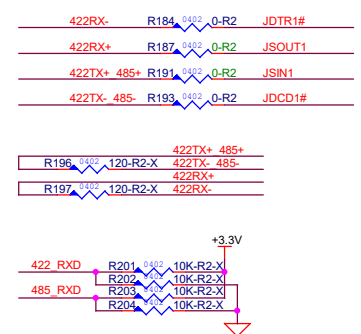 422RX- R184 0402 0-R2 JDTR1#
422RX+ R187 0402 0-R2 JSOUT1
422TX+_485+ R191 0402 0-R2 JSIN1
422TX-_485- R193 0402 0-R2 JDCD1#
422TX+_485+
R196 0402 120-R2-X 422TX-_485-
422RX+
R197 0402 120-R2-X 422RX-
+3.3V
422_RXD R201 0402 10K-R2-X
R202 0402 10K-R2-X
485_RXD R203 0402 10K-R2-X
R204 0402 10K-R2-X